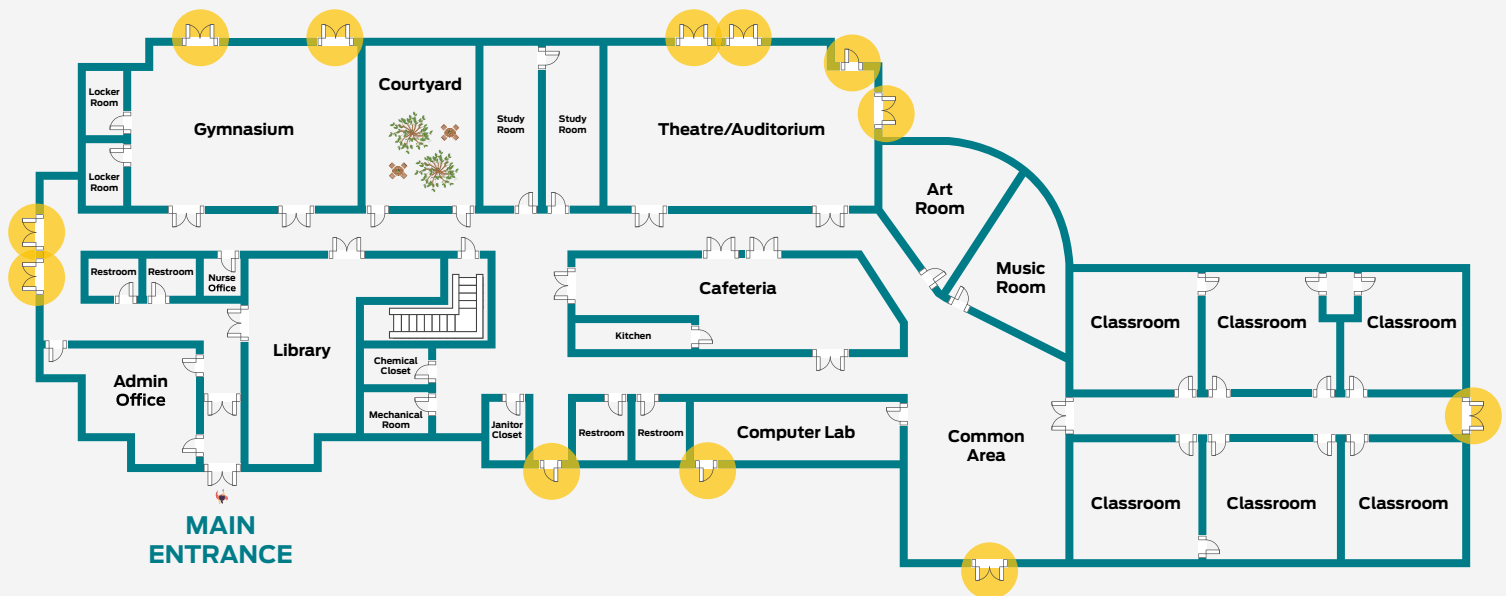 Courtyard
Locker
Room
Gymnasium
Study
Room
Study
Room
Theatre/Auditorium
Locker
Room
Art
Room
Restroom
Restroom
Nurse
Office
Music
Room
Cafeteria
Kitchen
Classroom
Classroom
Classroom
Library
Chemical
Closet
Admin
Office
Mechanical
Room
Janitor
Closet
Restroom
Restroom
Computer Lab
Common
Area
Classroom
Classroom
Classroom
MAIN
ENTRANCE